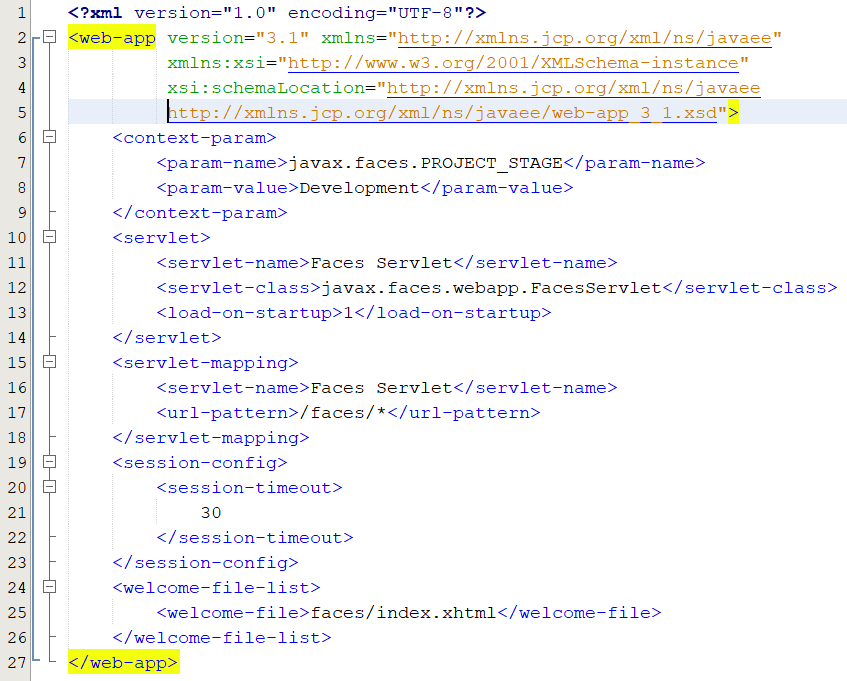 1 <?xml version="1.0" encoding="UTF-8"?>
2 <web-app version="3.1" xmlns="http://xmlns.jcp.org/xml/ns/javaee"
3 xmlns:xsi="http://www.w3.org/2001/XMLSchema-instance"
4 xsi:schemaLocation="http://xmlns.jcp.org/xml/ns/javaee
5 http://xmlns.jcp.org/xml/ns/javaee/web-app_3_1.xsd">
6 <context-param>
7 <param-name>javax.faces.PROJECT_STAGE</param-name>
8 <param-value>Development</param-value>
9 </context-param>
10 <servlet>
11 <servlet-name>Faces Servlet</servlet-name>
12 <servlet-class>javax.faces.webapp.FacesServlet</servlet-class>
13 <load-on-startup>1</load-on-startup>
14 </servlet>
15 <servlet-mapping>
16 <servlet-name>Faces Servlet</servlet-name>
17 <url-pattern>/faces/*</url-pattern>
18 </servlet-mapping>
19 <session-config>
20 <session-timeout>
21 30
22 </session-timeout>
23 </session-config>
24 <welcome-file-list>
25 <welcome-file>faces/index.xhtml</welcome-file>
26 </welcome-file-list>
27 </web-app>